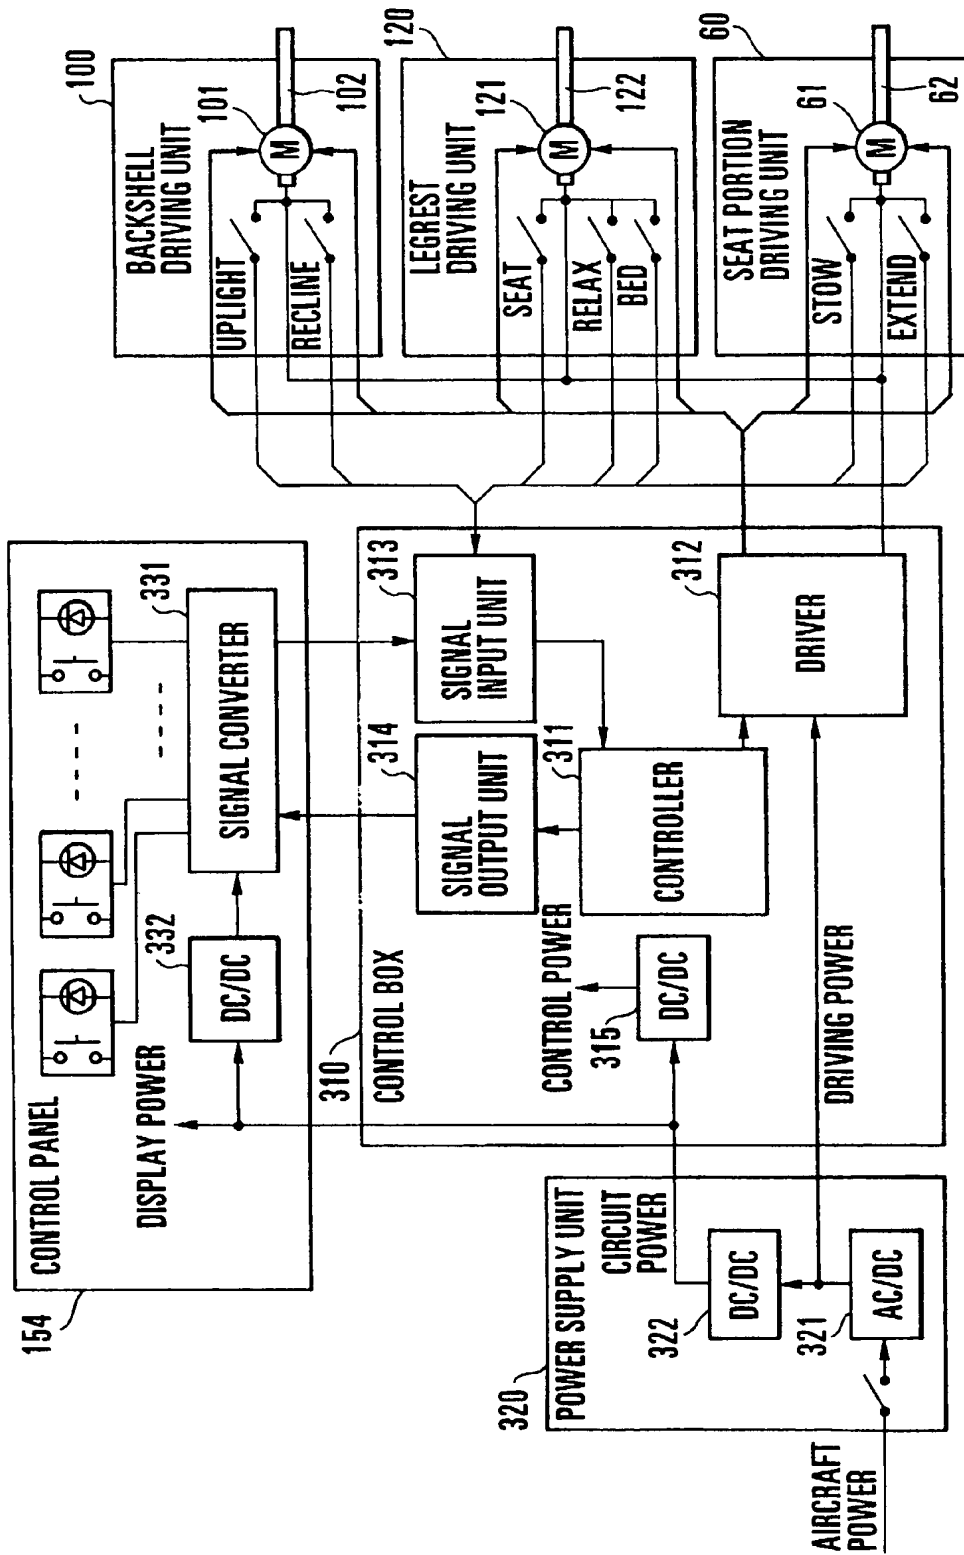 154
CONTROL PANEL
DISPLAY POWER
332
DC/DC
331
SIGNAL CONVERTER
310
CONTROL BOX
CONTROL POWER
315
DC/DC
314
SIGNAL
OUTPUT UNIT
313
SIGNAL
INPUT UNIT
311
CONTROLLER
312
DRIVER
DRIVING POWER
320
POWER SUPPLY UNIT
CIRCUIT
POWER
322
DC/DC
321
AC/DC
AIRCRAFT
POWER
100
BACKSHELL
DRIVING UNIT
101
M
102
UPLIGHT
RECLINE
120
LEGREST
DRIVING UNIT
121
M
122
SEAT
RELAX
BED
60
SEAT PORTION
DRIVING UNIT
61
M
62
STOW
EXTEND